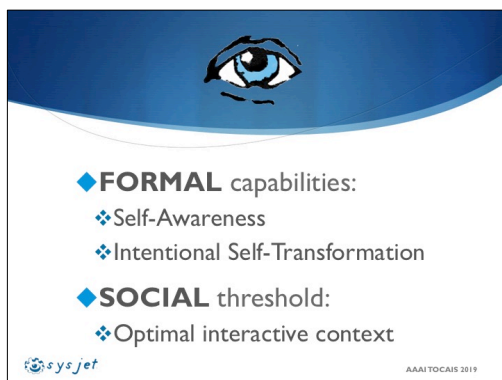 FORMAL capabilities:
Self-Awareness
Intentional Self-Transformation
SOCIAL threshold:
Optimal interactive context
sysjet
AAAI TOCAIS 2019